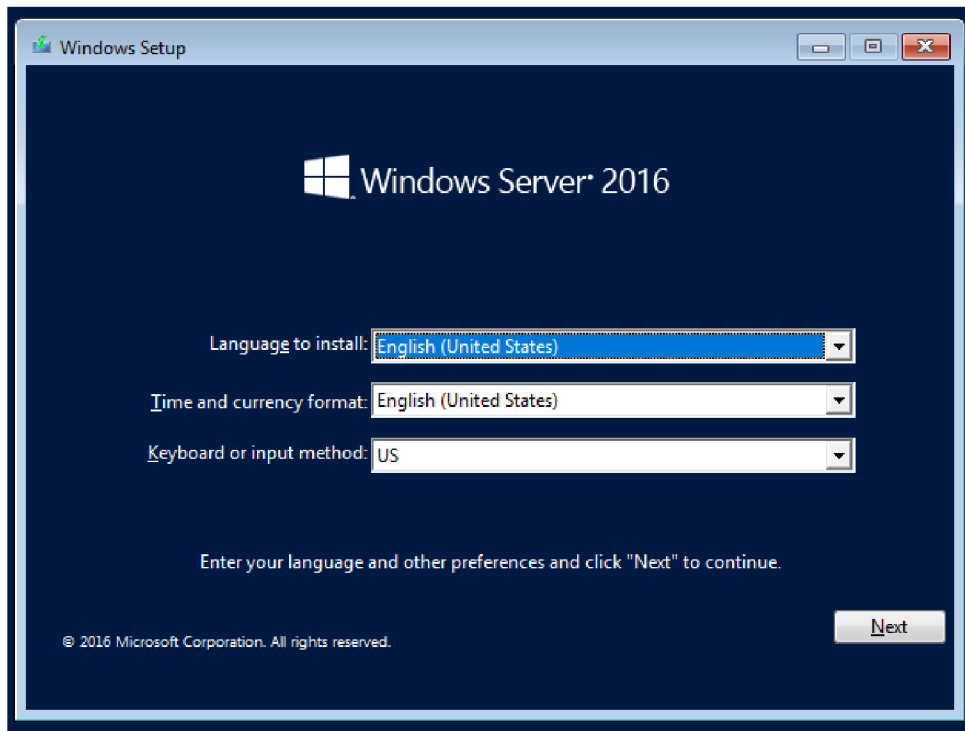 Windows Setup
Windows Server® 2016
Language to install: English (United States)
Time and currency format: English (United States)
Keyboard or input method: US
Enter your language and other preferences and click "Next" to continue.
Next
© 2016 Microsoft Corporation. All rights reserved.